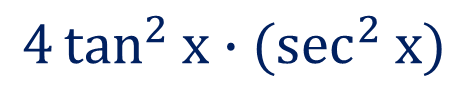 4 tan² x · (sec² x)